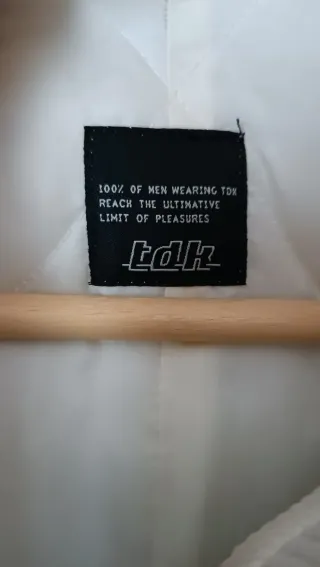 100% OF MEN WEARING TDK
REACH THE ULTIMATIVE
LIMIT OF PLEASURES
tdk